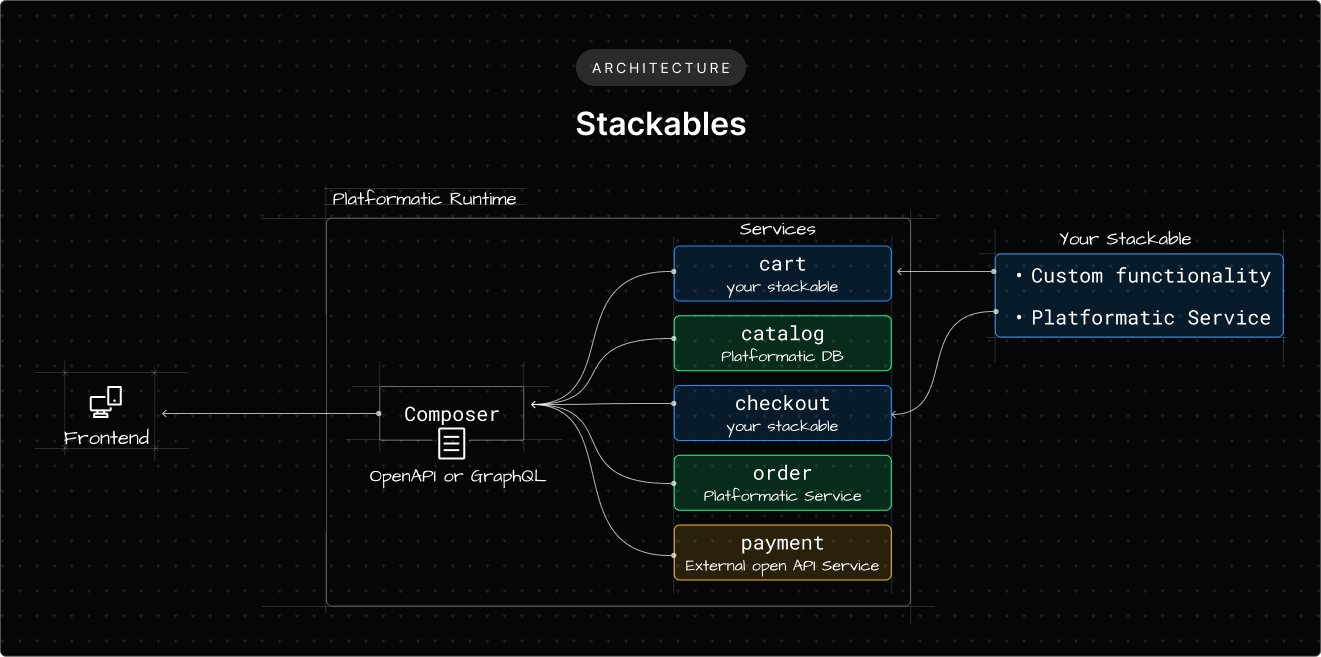 ARCHITECTURE
Stackables
Platformatic Runtime
Services
cart
your stackable
catalog
Platformatic DB
checkout
your stackable
order
Platformatic Service
payment
External open API Service
Your Stackable
• Custom functionality
• Platformatic Service
Composer
OpenAPI or GraphQL
Frontend